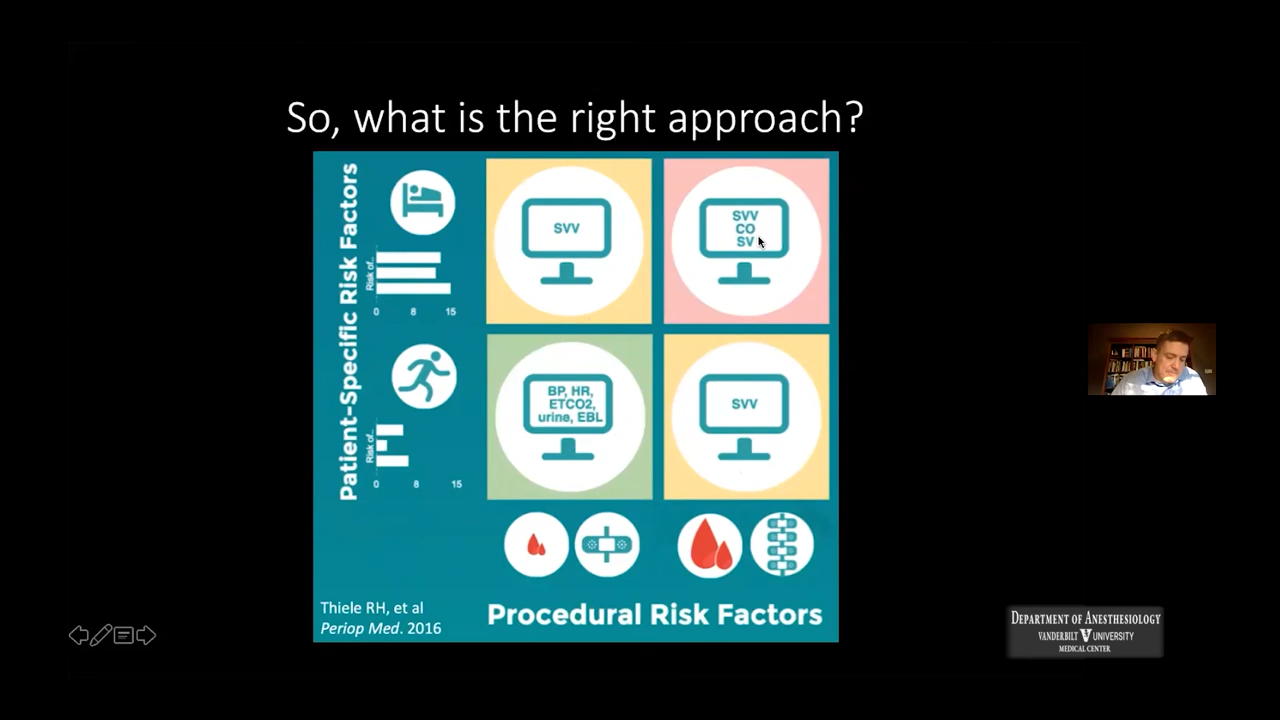 So, what is the right approach?
Patient-Specific Risk Factors
Risk of..
0 8 15
SVV
SVV
CO
SV
Risk of..
0 8 15
BP, HR,
ETCO2,
urine, EBL
SVV
Thiele RH, et al
Periop Med. 2016
Procedural Risk Factors
DEPARTMENT OF ANESTHESIOLOGY
VANDERBILT V UNIVERSITY
MEDICAL CENTER